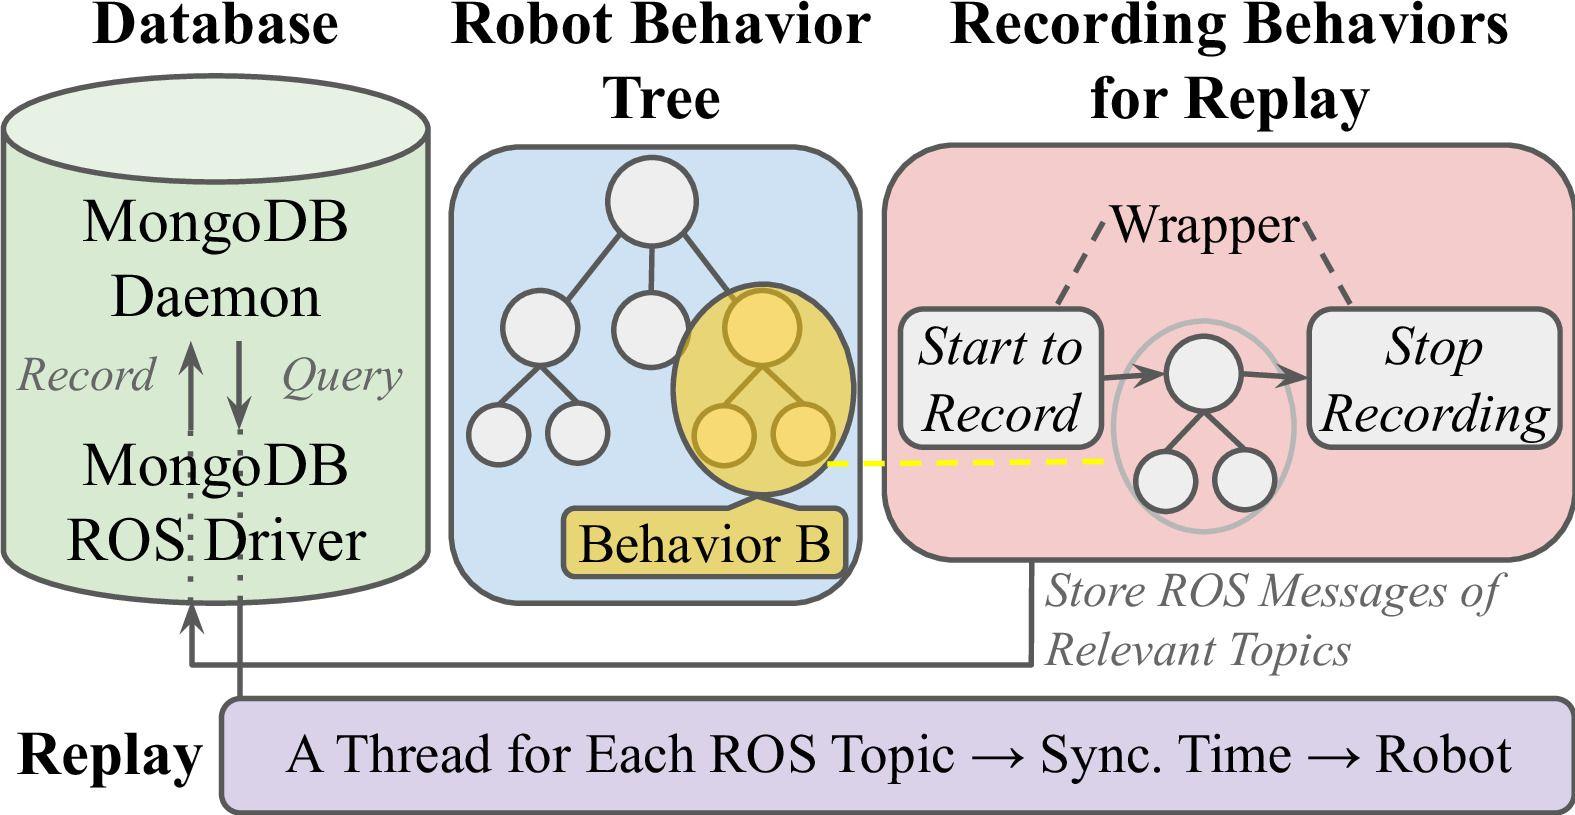 Database
MongoDB
Daemon
Record
Query
MongoDB
ROS Driver
Robot Behavior
Tree
Behavior B
Recording Behaviors
for Replay
Wrapper
Start to
Record
Stop
Recording
Store ROS Messages of
Relevant Topics
Replay
A Thread for Each ROS Topic → Sync. Time → Robot